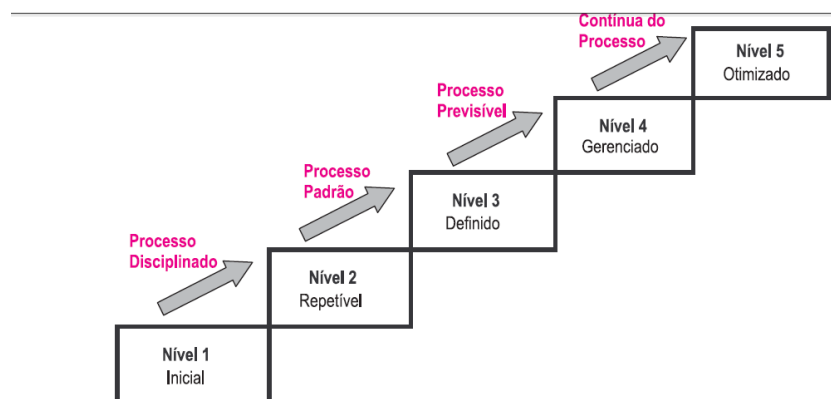 Contínua do
Processo
Nível 5
Otimizado
Processo
Previsível
Nível 4
Gerenciado
Processo
Padrão
Nível 3
Definido
Processo
Disciplinado
Nível 2
Repetível
Nível 1
Inicial